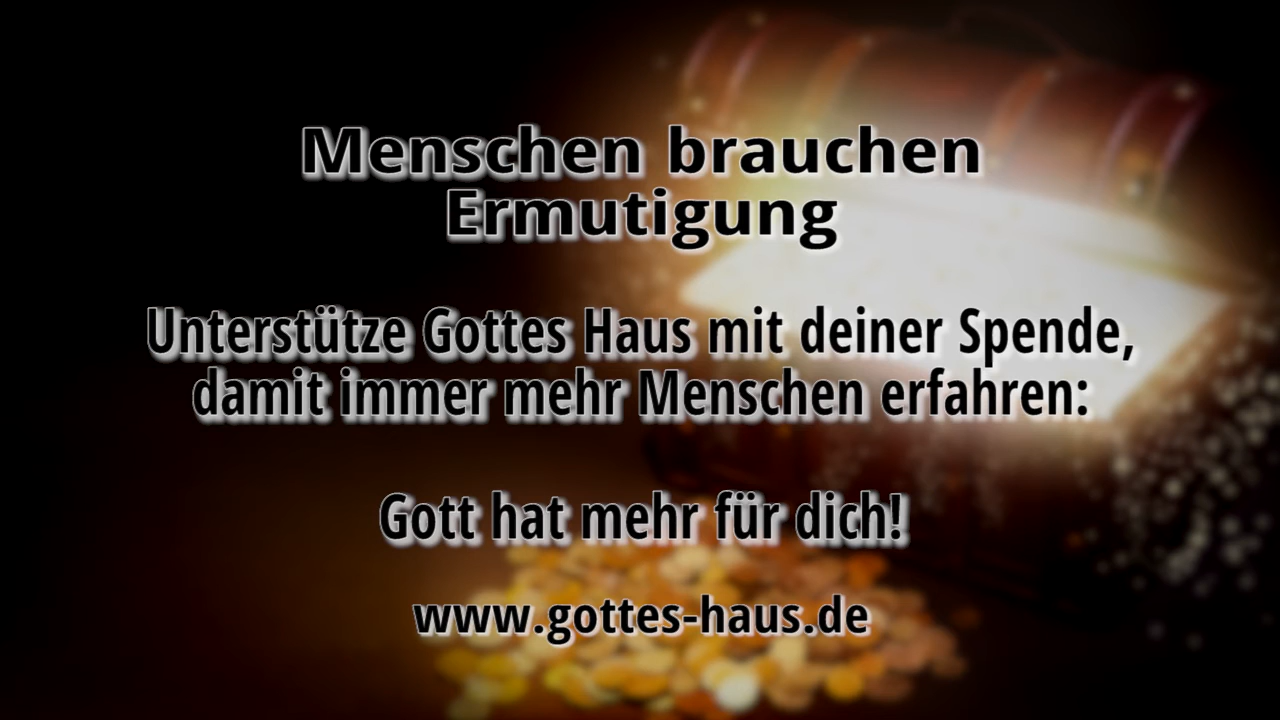 Menschen brauchen
Ermutigung
Unterstütze Gottes Haus mit deiner Spende,
damit immer mehr Menschen erfahren:
Gott hat mehr für dich!
www.gottes-haus.de